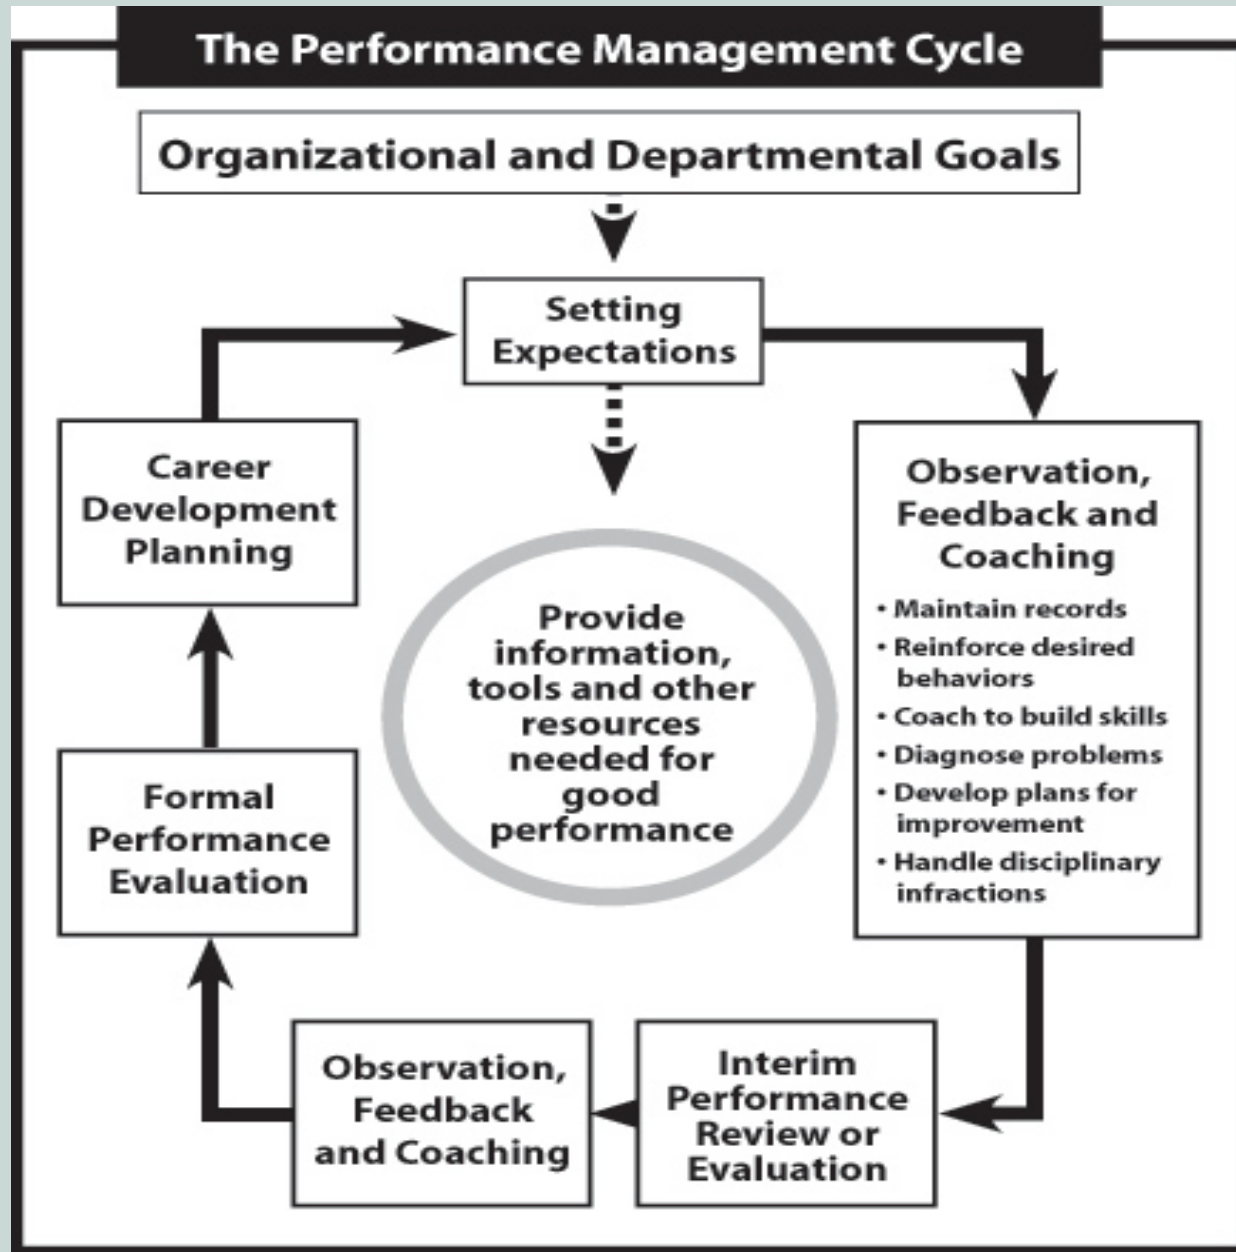 The Performance Management Cycle
Organizational and Departmental Goals
Setting
Expectations
Observation,
Feedback and
Coaching
• Maintain records
• Reinforce desired
behaviors
• Coach to build skills
• Diagnose problems
• Develop plans for
improvement
• Handle disciplinary
infractions
Interim
Performance
Review or
Evaluation
Observation,
Feedback
and Coaching
Formal
Performance
Evaluation
Career
Development
Planning
Provide
information,
tools and other
resources
needed for
good
performance